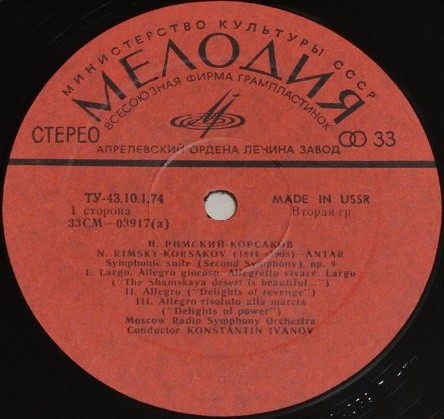 МИНИСТЕРСТВО КУЛЬТУРЫ СССР
МЕЛОДИЯ
ВСЕСОЮЗНАЯ ФИРМА ГРАМПЛАСТИНОК
СТЕРЕО
33
АПРЕЛЕВСКИЙ ОРДЕНА ЛЕНИНА ЗАВОД
ТУ-43.10.1.74
MADE IN USSR
1 сторона
Вторая гр
33СМ—03917(а)
Н. РИМСКИЙ-КОРСАКОВ
N. RIMSKY-KORSAKOV (1844—1908)—ANTAR
Symphonic suite (Second Symphony), op. 9
I. Largo. Allegro giocoso. Allegretto vivace. Largo
("The Shamskaya desert is beautiful...")
II. Allegro ("Delights of revenge")
III. Allegro risoluto alla marcia
("Delights of power")
Moscow Radio Symphony Orchestra
Conductor KONSTANTIN IVANOV